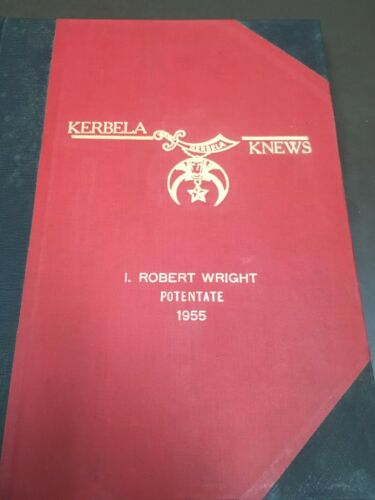 KERBELA
KERBELA
KNEWS
I. ROBERT WRIGHT
POTENTATE
1955